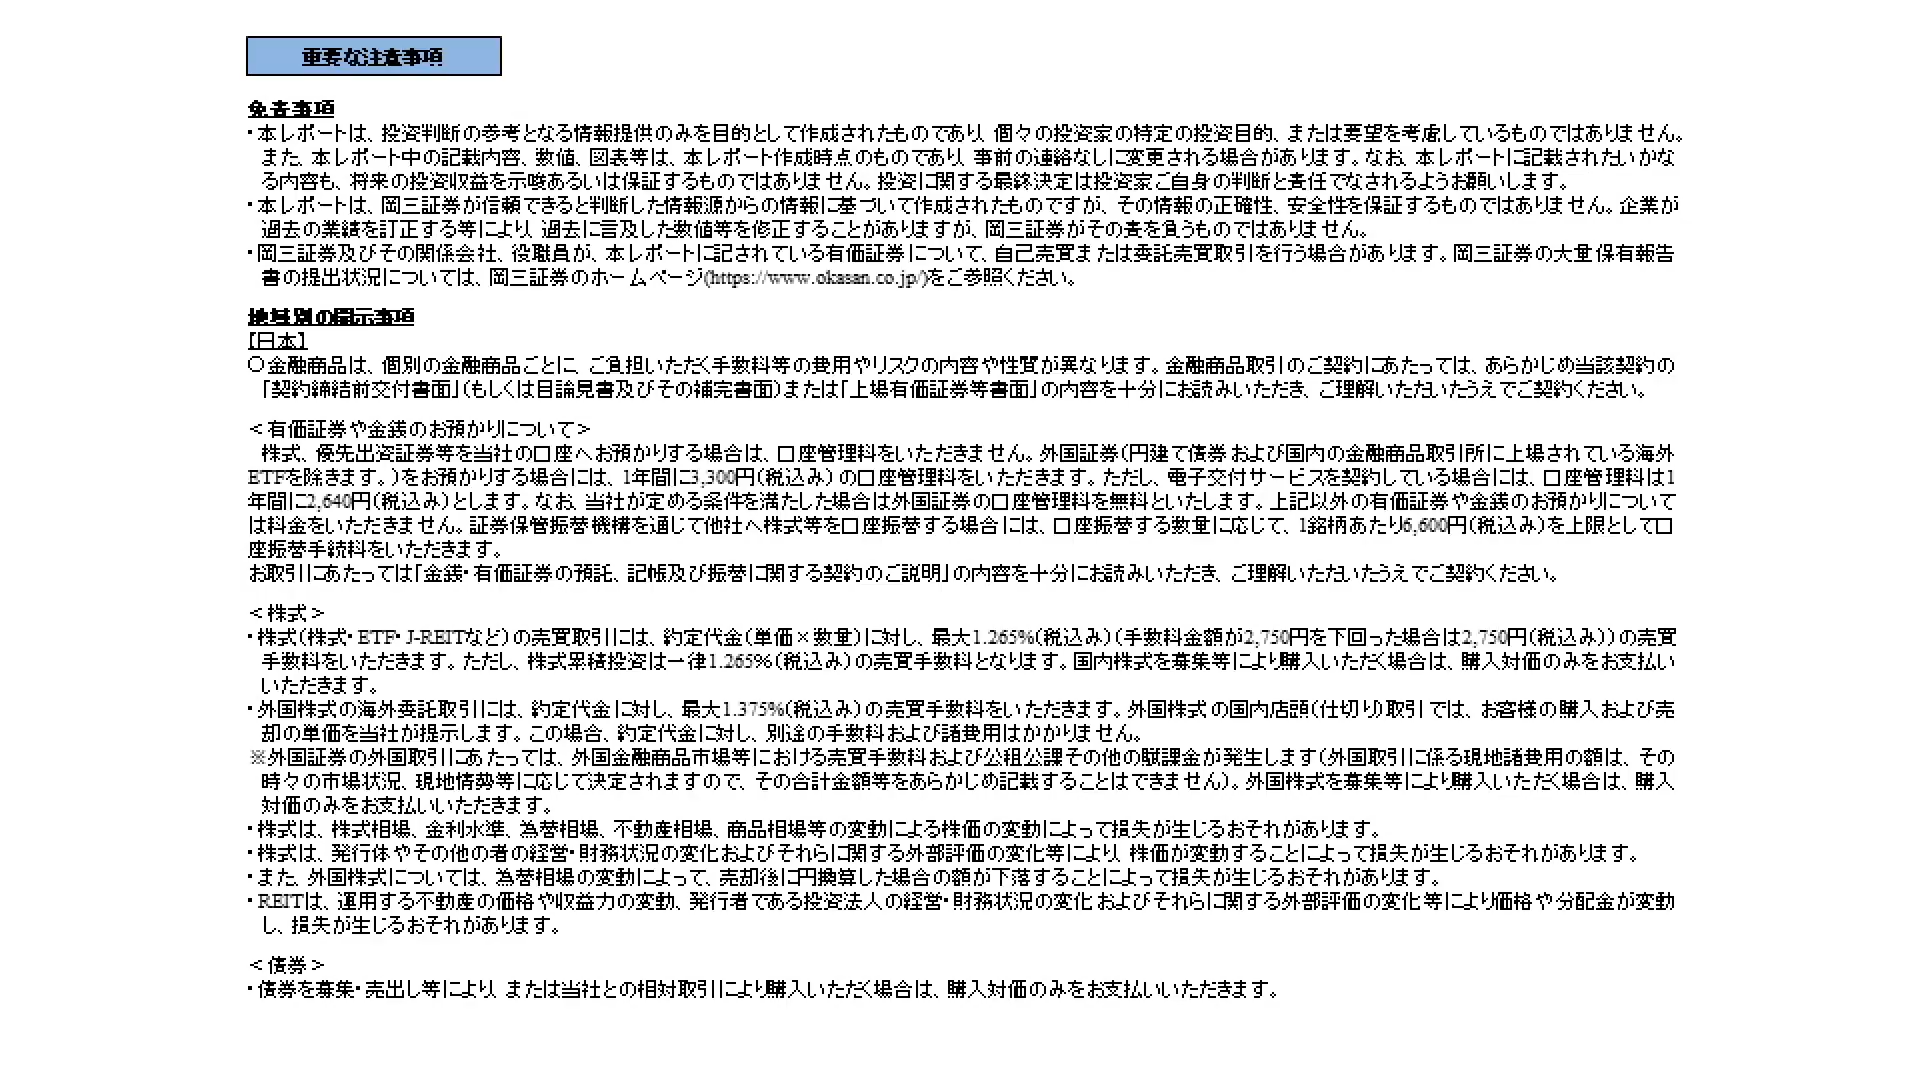 重要な注意事項
免責事項
・本レポートは、投資判断の参考となる情報提供のみを目的として作成されたものであり、個々の投資家の特定の投資目的、または要望を考慮しているものではありません。
また、本レポート中の記載内容、数値、図表等は、本レポート作成時点のものであり、事前の連絡なしに変更される場合があります。なお、本レポートに記載されたいかな
る内容も、将来の投資収益を示唆あるいは保証するものではありません。投資に関する最終決定は投資家ご自身の判断と責任でなされるようお願いします。
・本レポートは、岡三証券が信頼できると判断した情報源からの情報に基づいて作成されたものですが、その情報の正確性、安全性を保証するものではありません。企業が
過去の業績を訂正する等により、過去に言及した数値等を修正することがありますが、岡三証券がその責を負うものではありません。
・岡三証券及びその関係会社、役職員が、本レポートに記されている有価証券について、自己売買または委託売買取引を行う場合があります。岡三証券の大量保有報告
書の提出状況については、岡三証券のホームページ(https://www.okasan.co.jp/)をご参照ください。
地域別の開示事項
[日本]
○金融商品は、個別の金融商品ごとに、ご負担いただく手数料等の費用やリスクの内容や性質が異なります。金融商品取引のご契約にあたっては、あらかじめ当該契約の
「契約締結前交付書面」(もしくは目論見書及びその補完書面)または「上場有価証券等書面」の内容を十分にお読みいただき、ご理解いただいたうえでご契約ください。
<有価証券や金銭のお預かりについて>
株式、優先出資証券等を当社の口座へお預かりする場合は、口座管理料をいただきません。外国証券(円建て債券および国内の金融商品取引所に上場されている海外
ETFを除きます。)をお預かりする場合には、1年間に3,300円(税込み)の口座管理料をいただきます。ただし、電子交付サービスを契約している場合には、口座管理料は1
年間に2,640円(税込み)とします。なお、当社が定める条件を満たした場合は外国証券の口座管理料を無料といたします。上記以外の有価証券や金銭のお預かりについて
は料金をいただきません。証券保管振替機構を通じて他社へ株式等を口座振替する場合には、口座振替する数量に応じて、1銘柄あたり6,600円(税込み)を上限として口
座振替手続料をいただきます。
お取引にあたっては「金銭・有価証券の預託、記帳及び振替に関する契約のご説明」の内容を十分にお読みいただき、ご理解いただいたうえでご契約ください。
<株式>
・株式(株式・ETF・J-REITなど)の売買取引には、約定代金(単価×数量)に対し、最大1.265%(税込み)(手数料金額が2,750円を下回った場合は2,750円(税込み))の売買
手数料をいただきます。ただし、株式累積投資は一律1.265%(税込み)の売買手数料となります。国内株式を募集等により購入いただく場合は、購入対価のみをお支払い
いただきます。
・外国株式の海外委託取引には、約定代金に対し、最大1.375%(税込み)の売買手数料をいただきます。外国株式の国内店頭(仕切り)取引では、お客様の購入および売
却の単価を当社が提示します。この場合、約定代金に対し、別途の手数料および諸費用はかかりません。
※外国証券の外国取引にあたっては、外国金融商品市場等における売買手数料および公租公課その他の賦課金が発生します(外国取引に係る現地諸費用の額は、その
時々の市場状況、現地情勢等に応じて決定されますので、その合計金額等をあらかじめ記載することはできません)。外国株式を募集等により購入いただく場合は、購入
対価のみをお支払いいただきます。
・株式は、株式相場、金利水準、為替相場、不動産相場、商品相場等の変動による株価の変動によって損失が生じるおそれがあります。
・株式は、発行体やその他の者の経営・財務状況の変化およびそれらに関する外部評価の変化等により、株価が変動することによって損失が生じるおそれがあります。
・また、外国株式については、為替相場の変動によって、売却後に円換算した場合の額が下落することによって損失が生じるおそれがあります。
・REITは、運用する不動産の価格や収益力の変動、発行者である投資法人の経営・財務状況の変化およびそれらに関する外部評価の変化等により価格や分配金が変動
し、損失が生じるおそれがあります。
<債券>
・債券を募集・売出し等により、または当社との相対取引により購入いただく場合は、購入対価のみをお支払いいただきます。